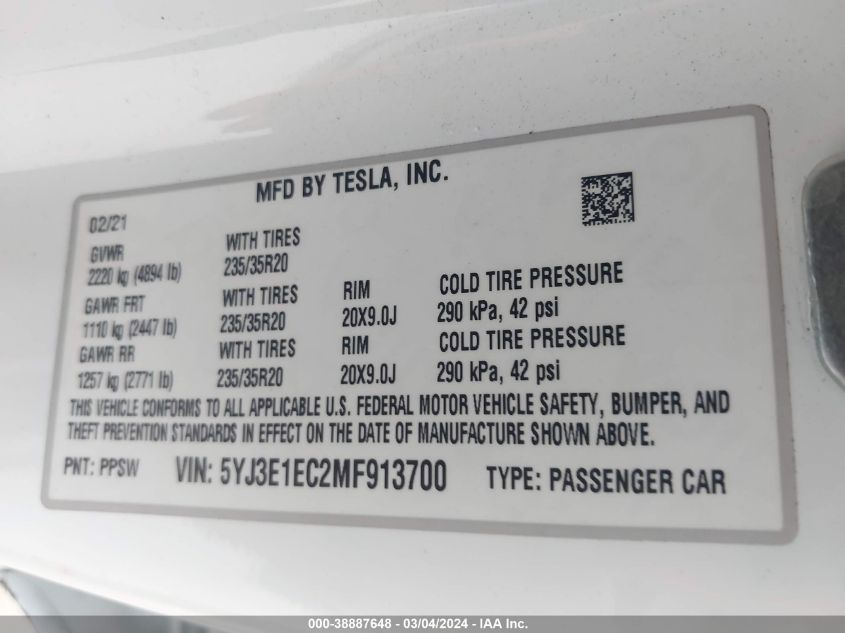 MFD BY TESLA, INC.
02/21
GVWR WITH TIRES
2220 kg (4894 lb) 235/35R20
GAWR FRT WITH TIRES RIM COLD TIRE PRESSURE
1110 kg (2447 lb) 235/35R20 20X9.0J 290 kPa, 42 psi
GAWR RR WITH TIRES RIM COLD TIRE PRESSURE
1257 kg (2771 lb) 235/35R20 20X9.0J 290 kPa, 42 psi
THIS VEHICLE CONFORMS TO ALL APPLICABLE U.S. FEDERAL MOTOR VEHICLE SAFETY, BUMPER, AND
THEFT PREVENTION STANDARDS IN EFFECT ON THE DATE OF MANUFACTURE SHOWN ABOVE.
PNT: PPSW VIN: 5YJ3E1EC2MF913700 TYPE: PASSENGER CAR
000-38887648 - 03/04/2024 - IAA Inc.